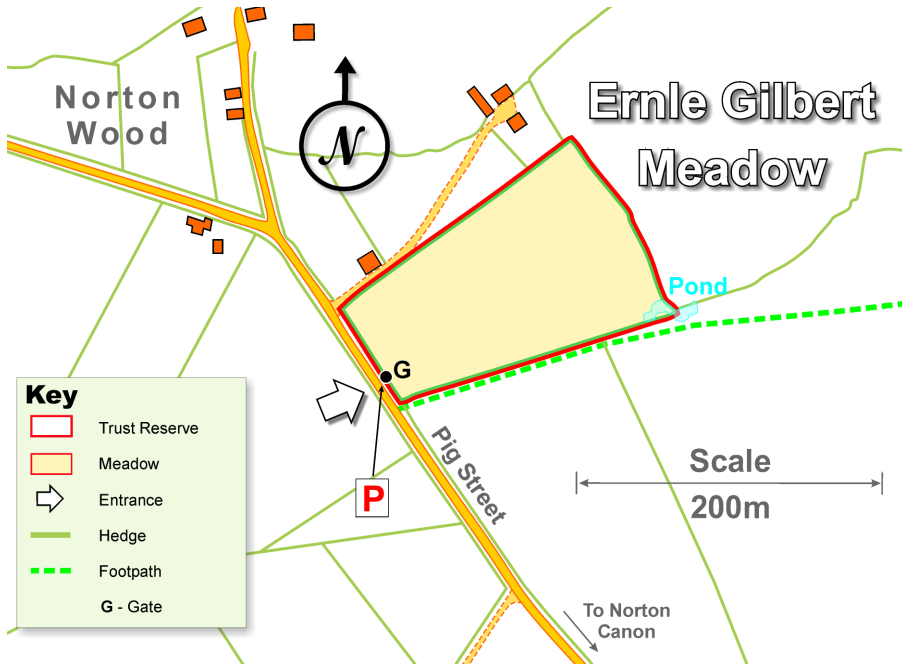 Norton
Wood
N
Ernle Gilbert
Meadow
Pond
G
P
Pig Street
Scale
200m
To Norton
Canon
Key
Trust Reserve
Meadow
Entrance
Hedge
Footpath
G - Gate